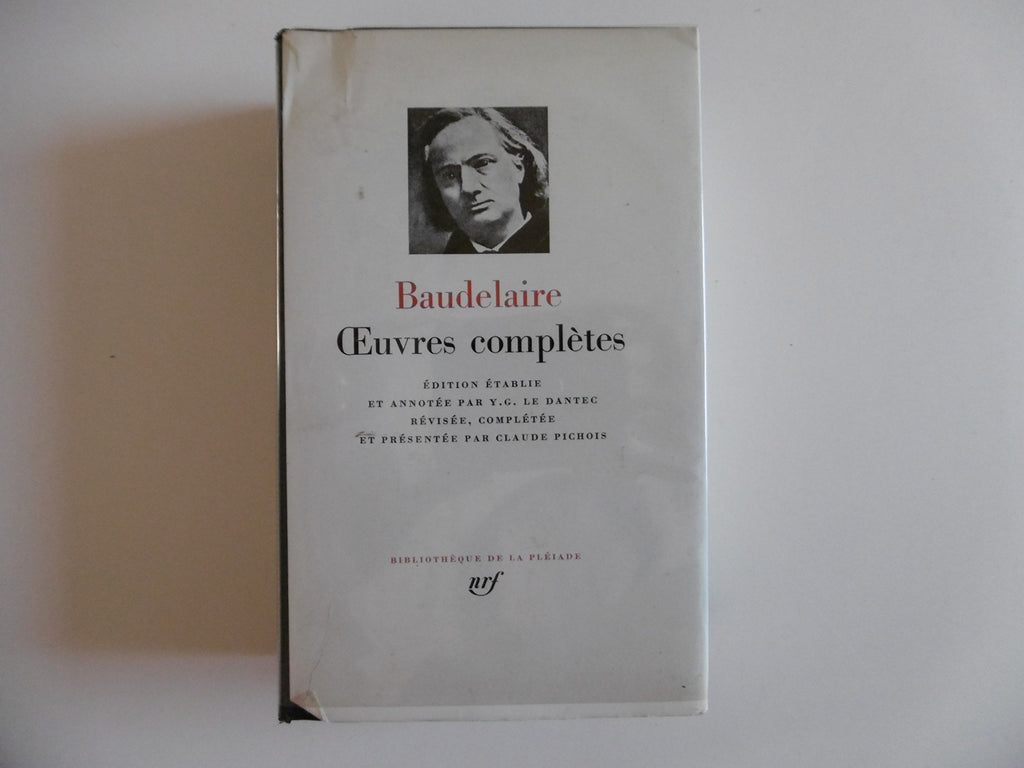 Baudelaire
Œuvres complètes
ÉDITION ÉTABLIE
ET ANNOTÉE PAR Y.G. LE DANTEC
RÉVISÉE, COMPLÉTÉE
ET PRÉSENTÉE PAR CLAUDE PICHOIS
BIBLIOTHÈQUE DE LA PLÉIADE
nrf